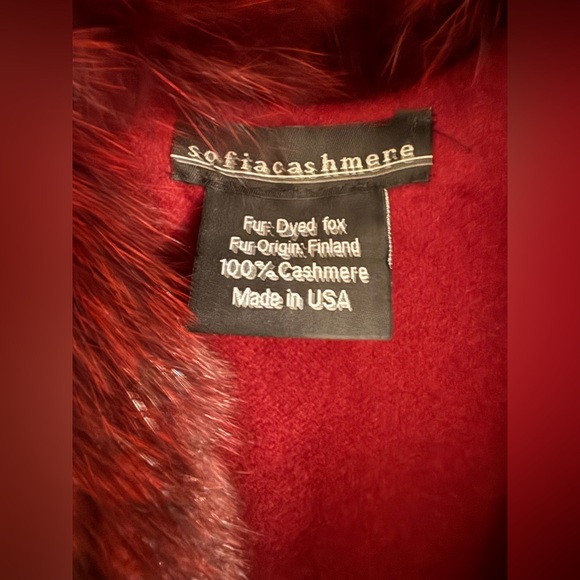 sofiacashmere
Fur: Dyed fox
Fur Origin: Finland
100% Cashmere
Made in USA